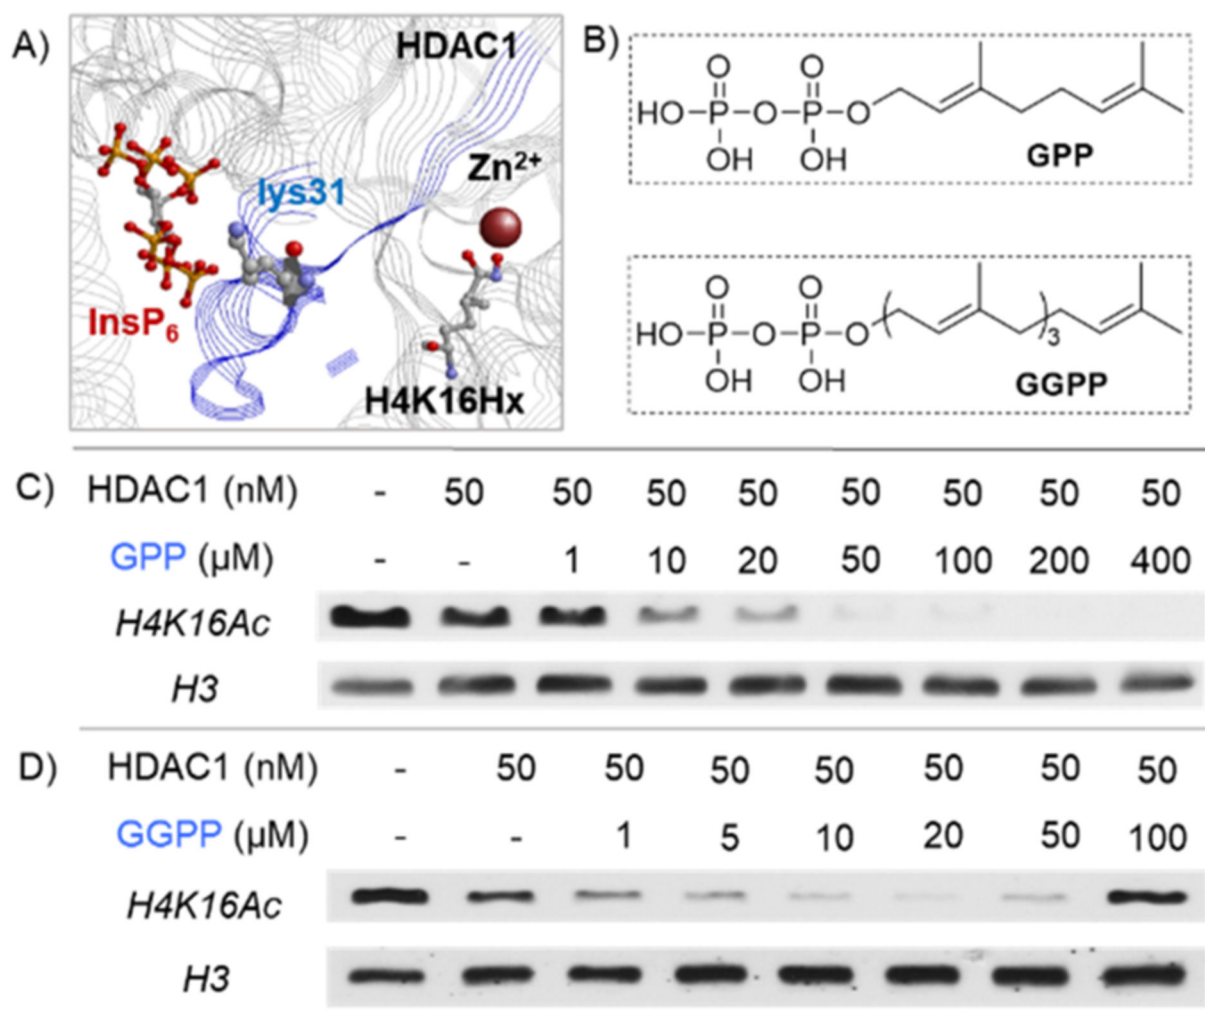 A)
HDAC1
Zn²⁺
lys31
InsP₆
H4K16Hx
B)
O O
HO P O P O
OH OH
GPP
O O
HO P O P O ( )₃
OH OH
GGPP
C) HDAC1 (nM) - 50 50 50 50 50 50 50 50
GPP (μM) - - 1 10 20 50 100 200 400
H4K16Ac
H3
D) HDAC1 (nM) - 50 50 50 50 50 50 50
GGPP (μM) - - 1 5 10 20 50 100
H4K16Ac
H3